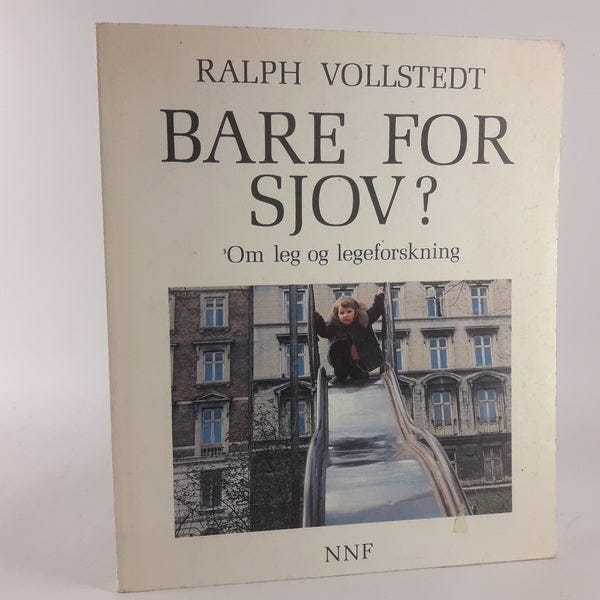 RALPH VOLLSTEDT
BARE FOR
SJOV?
Om leg og legeforskning
NNF